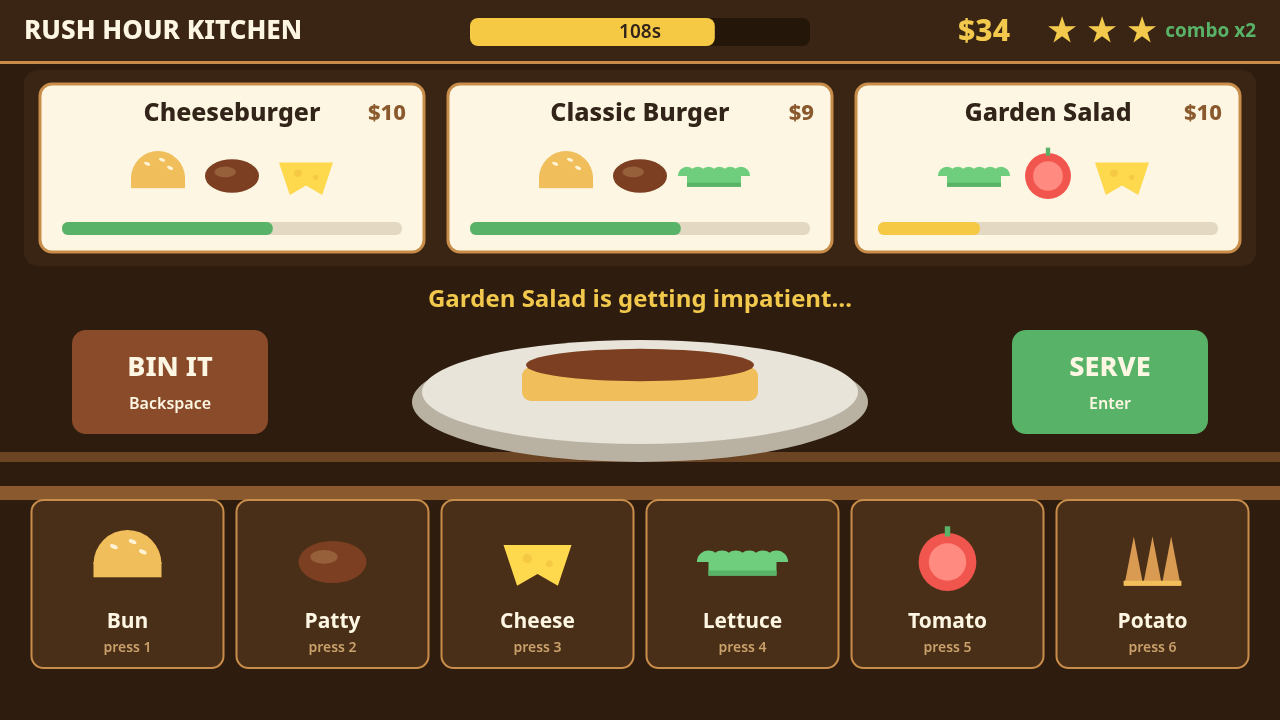 RUSH HOUR KITCHEN
108s
$34
combo x2
Cheeseburger $10
Classic Burger $9
Garden Salad $10
Garden Salad is getting impatient...
BIN IT
Backspace
SERVE
Enter
Bun
press 1
Patty
press 2
Cheese
press 3
Lettuce
press 4
Tomato
press 5
Potato
press 6